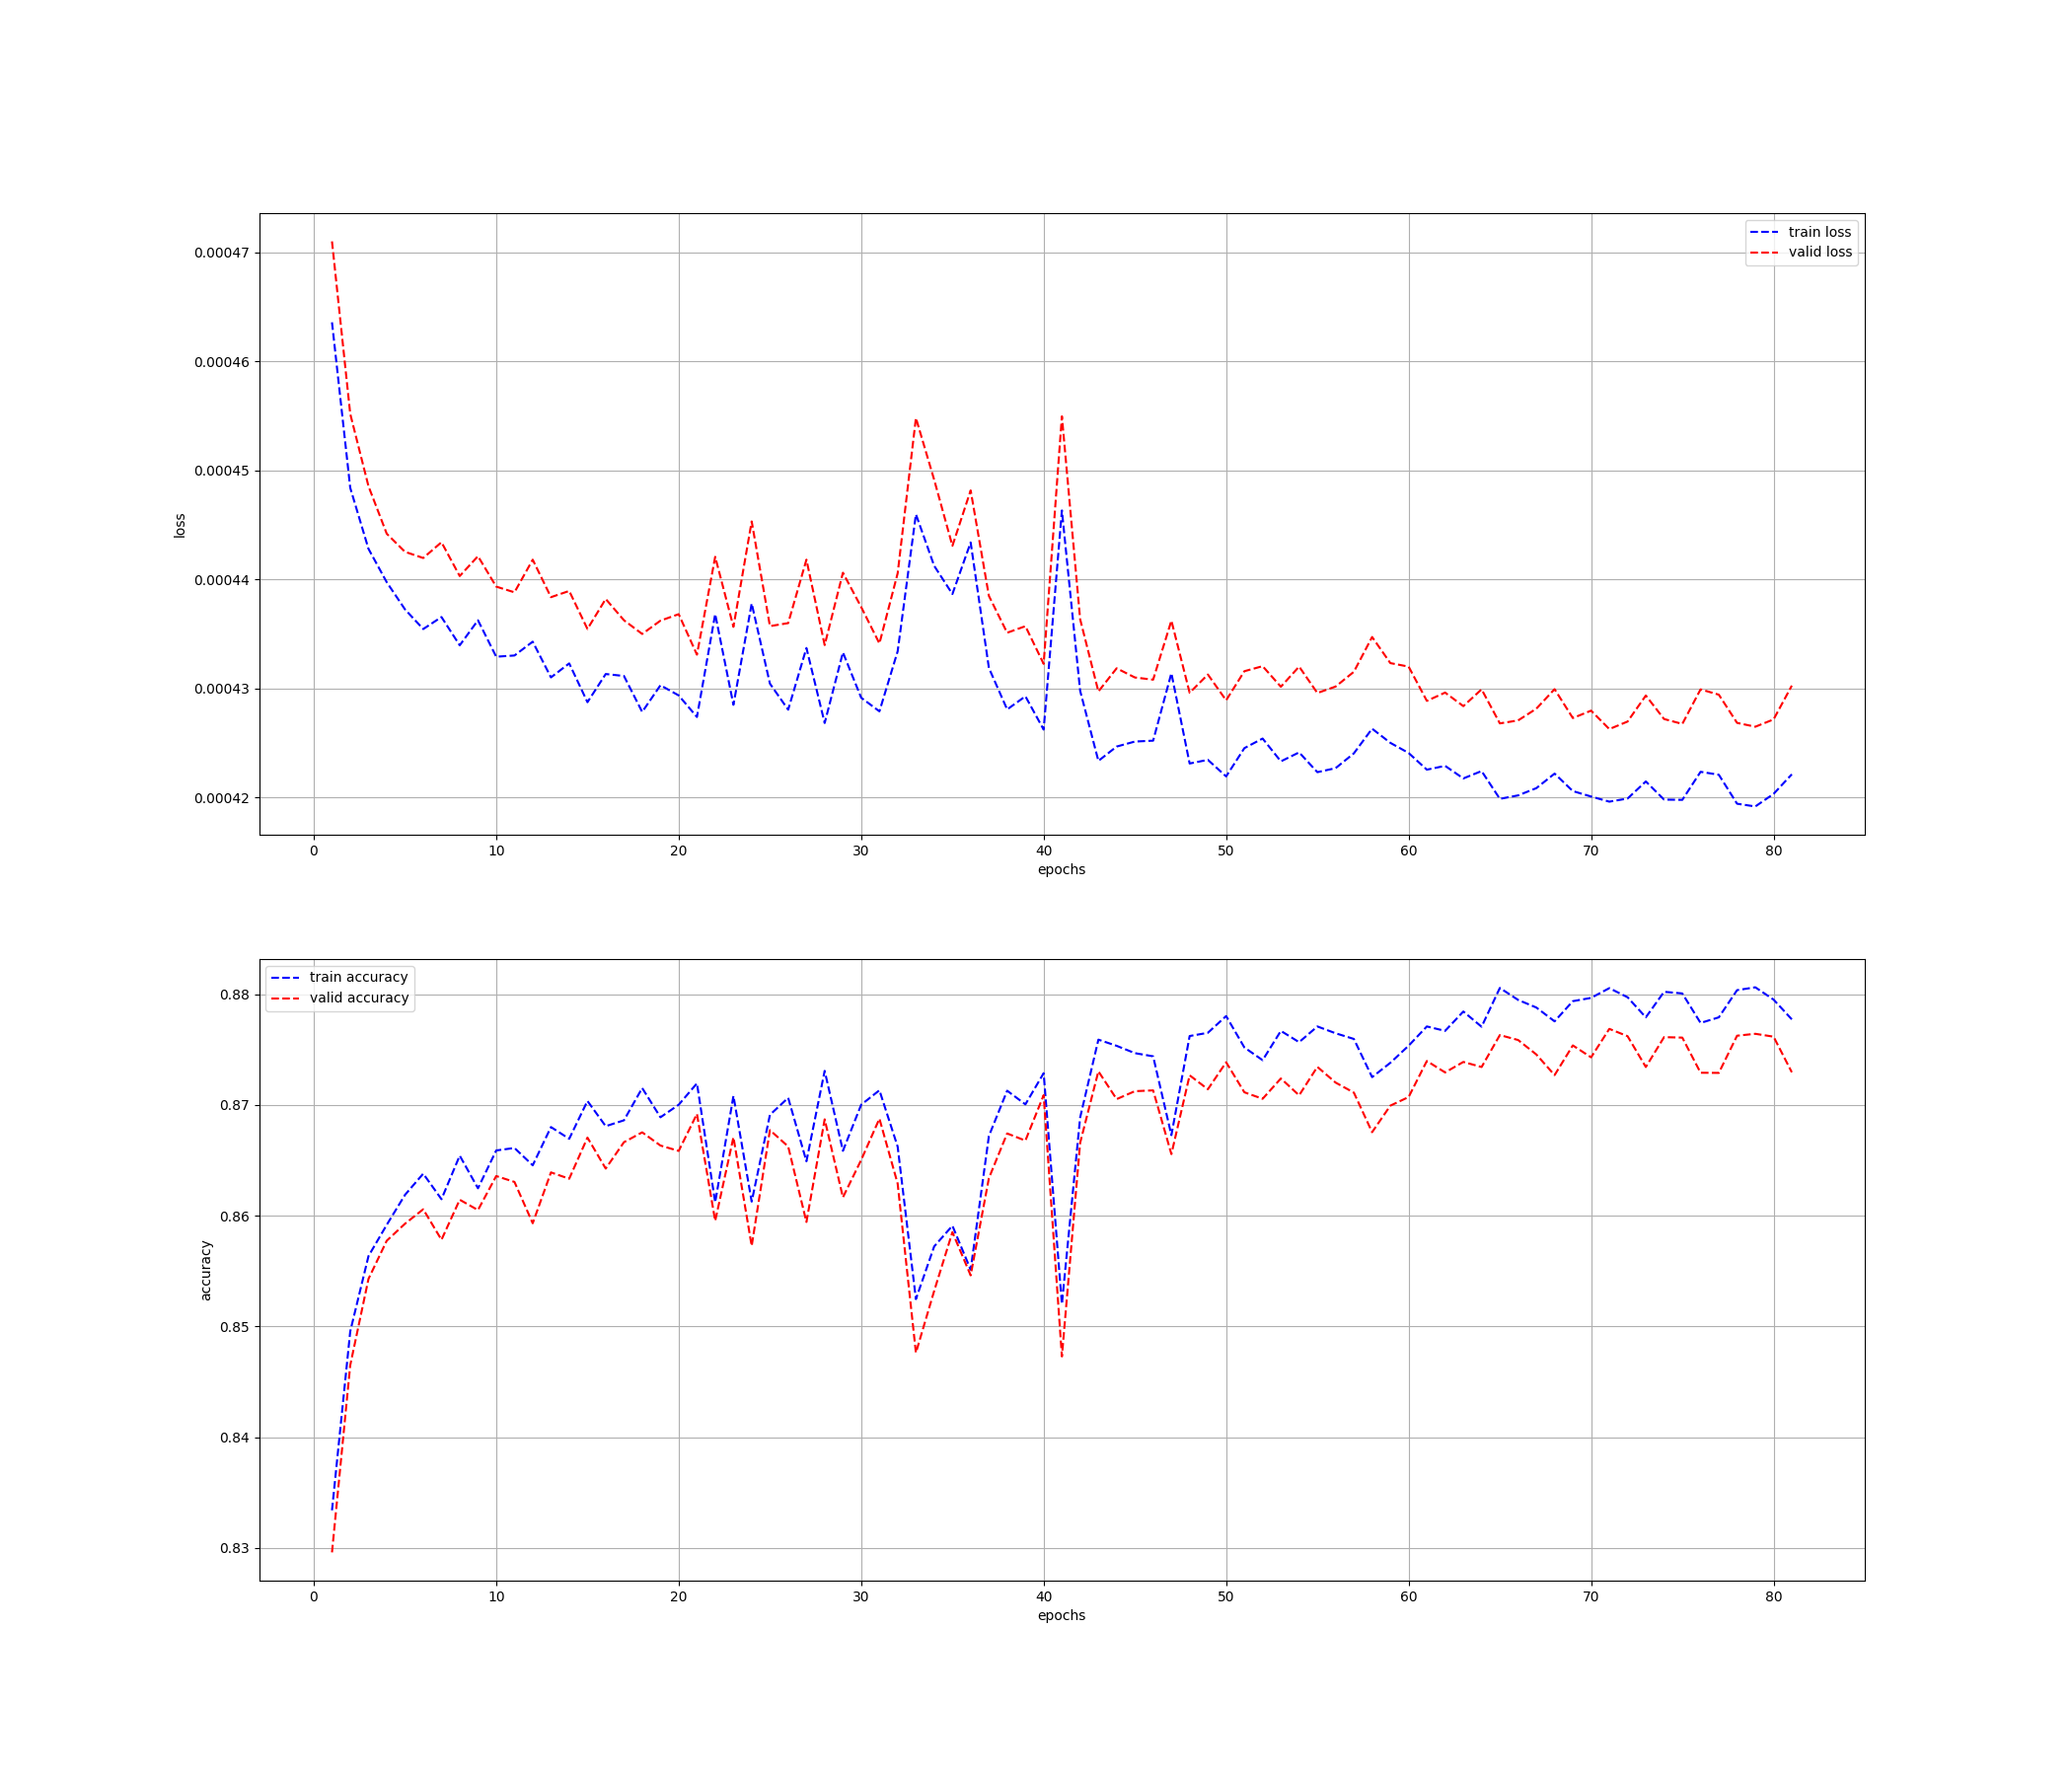 train loss
valid loss
0.00047
0.00046
0.00045
0.00044
0.00043
0.00042
loss
0 10 20 30 40 50 60 70 80
epochs
train accuracy
valid accuracy
0.88
0.87
0.86
0.85
0.84
0.83
accuracy
0 10 20 30 40 50 60 70 80
epochs